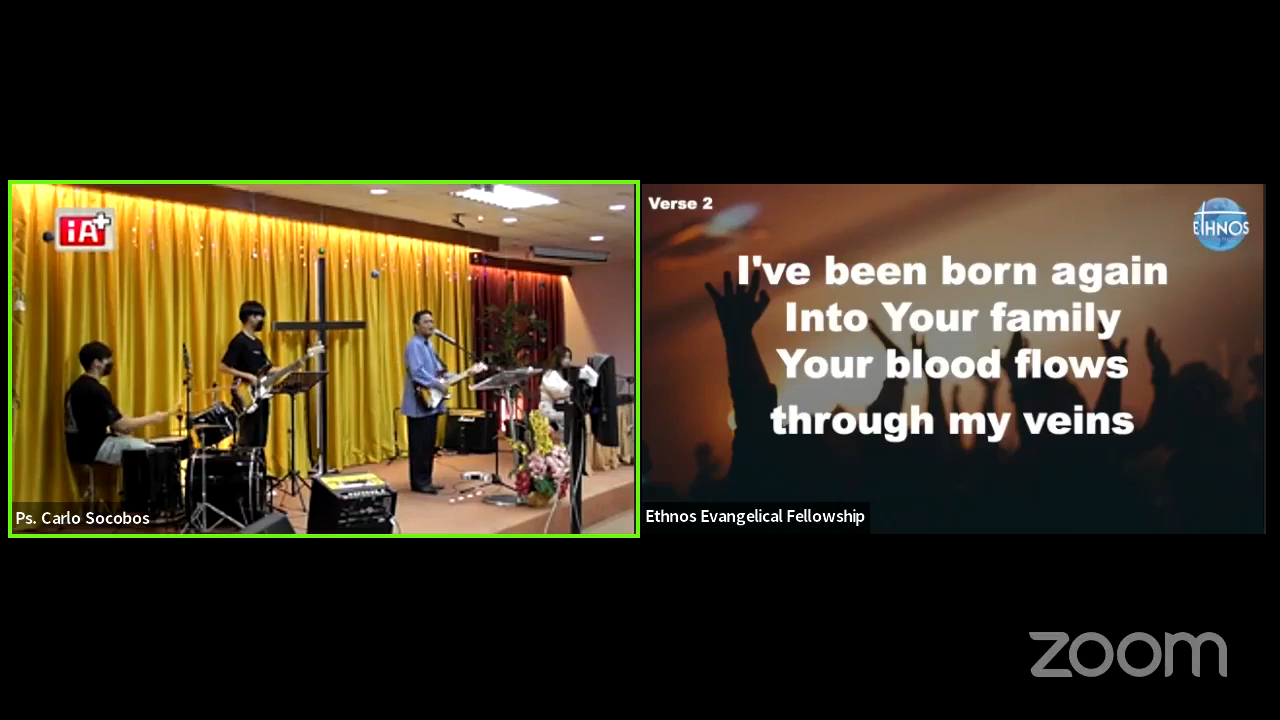 iA+
Ps. Carlo Socobos
Verse 2
ETHNOS
I've been born again
Into Your family
Your blood flows
through my veins
Ethnos Evangelical Fellowship
zoom